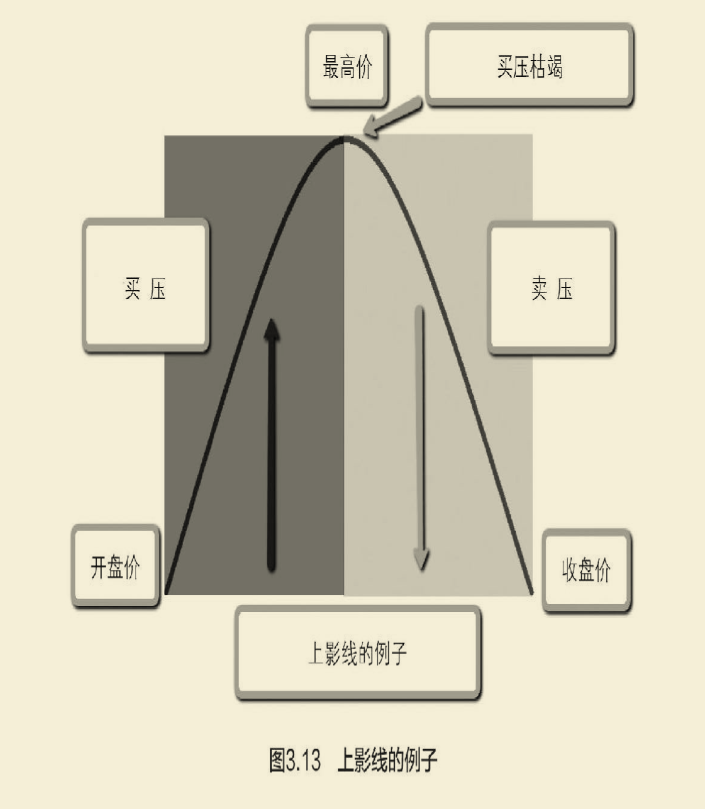 最高价
买压枯竭
买 压
卖 压
开盘价
收盘价
上影线的例子
图3.13 上影线的例子